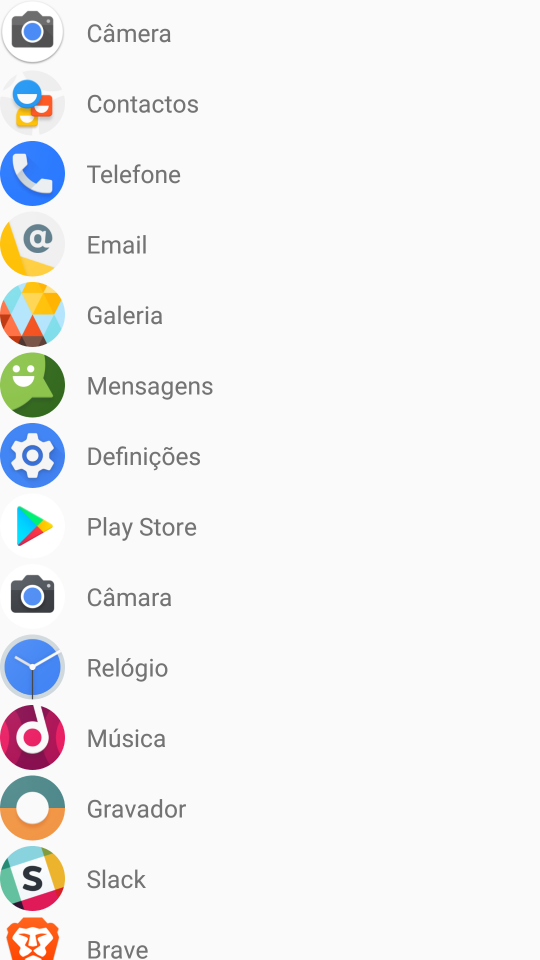 Câmera
Contactos
Telefone
Email
Galeria
Mensagens
Definições
Play Store
Câmara
Relógio
Música
Gravador
Slack
Brave